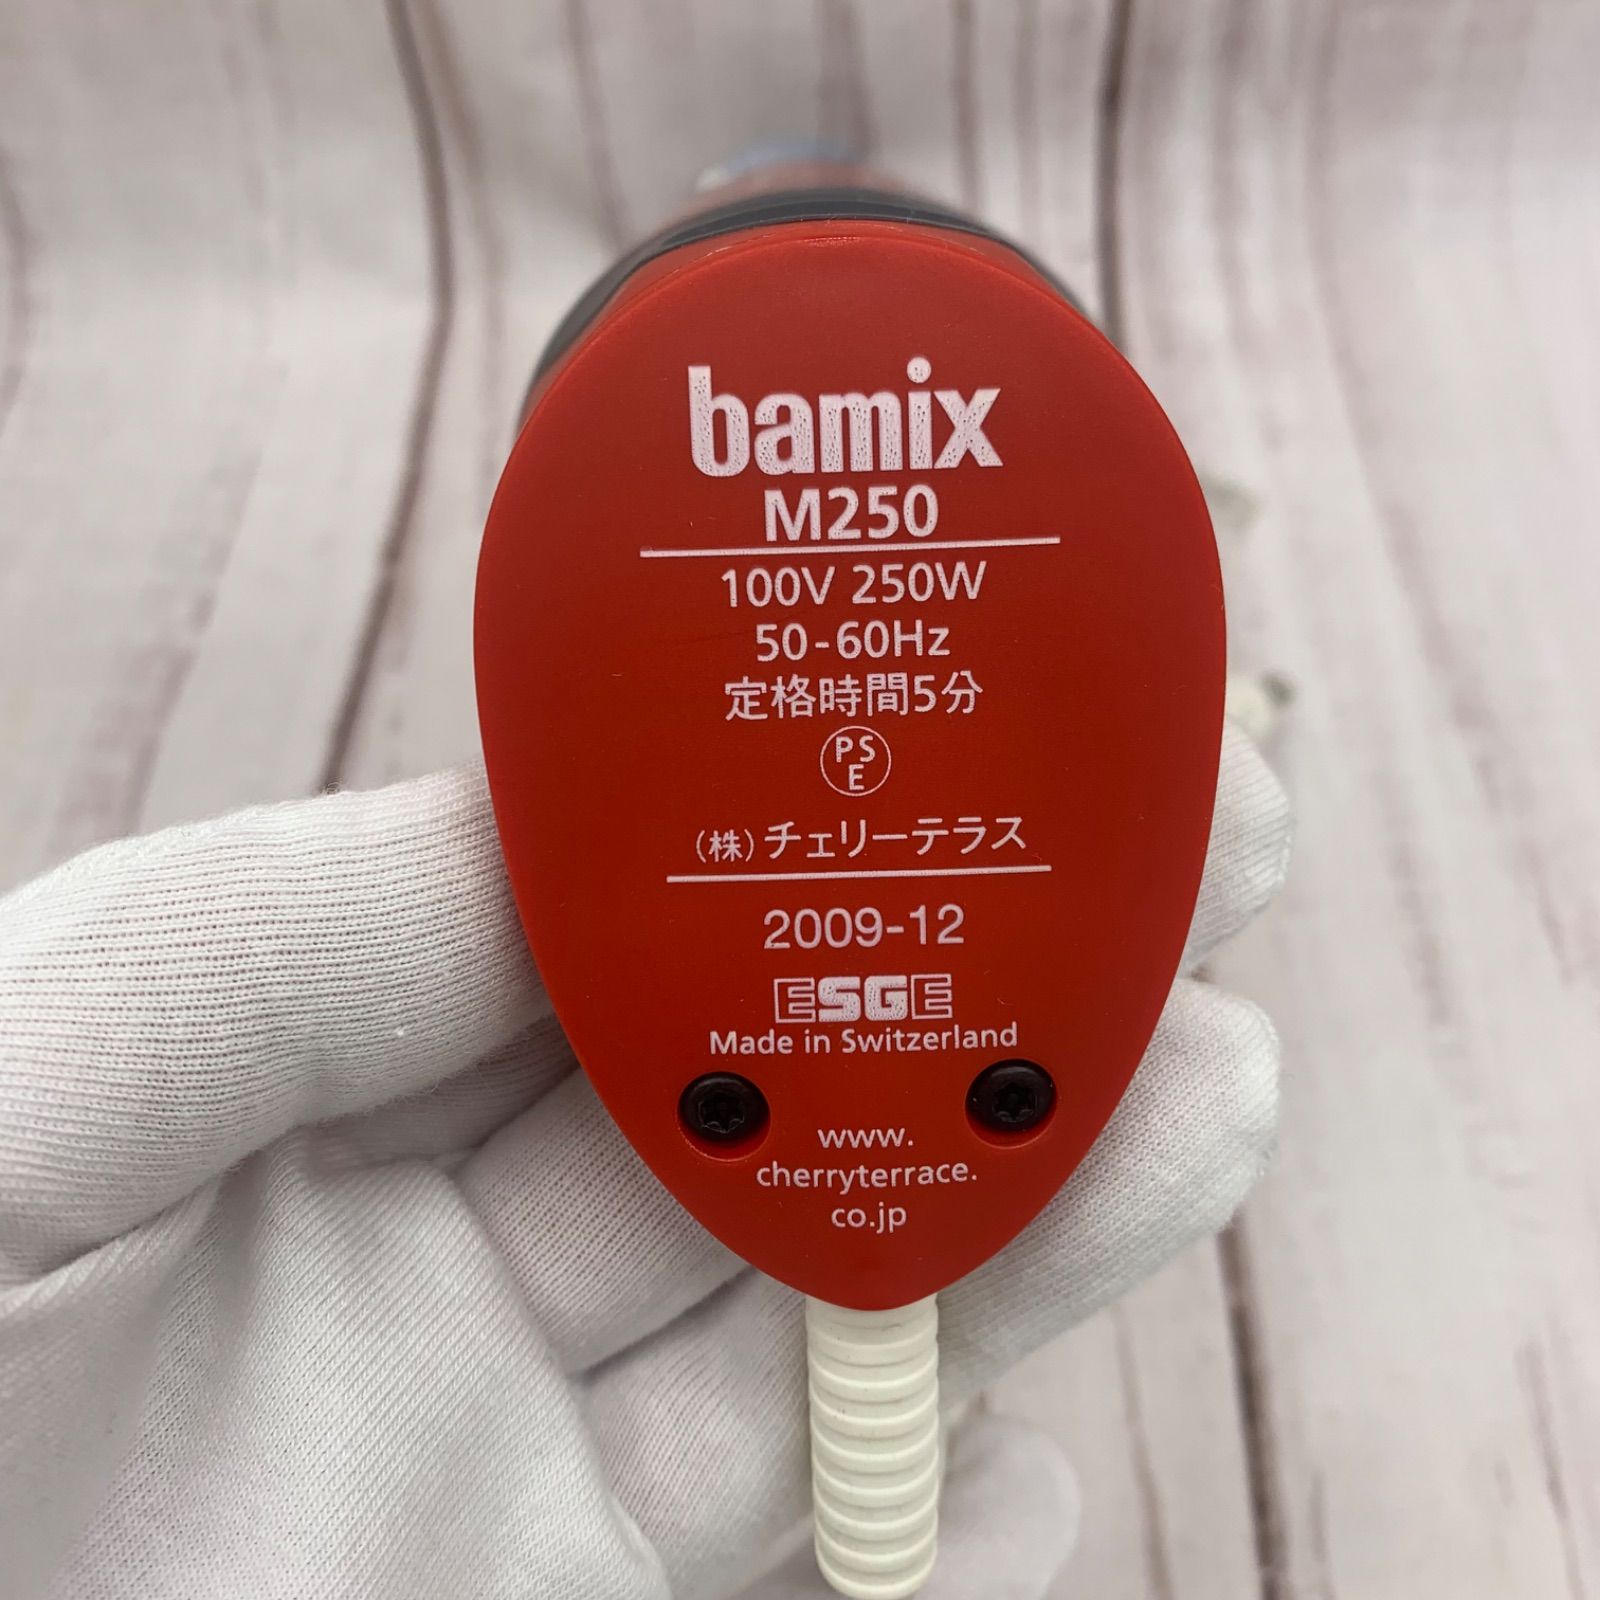 bamix
M250
100V 250W
50-60Hz
定格時間5分
PS
E
(株)チェリーテラス
2009-12
ESGE
Made in Switzerland
www.
cherryterrace.
co.jp